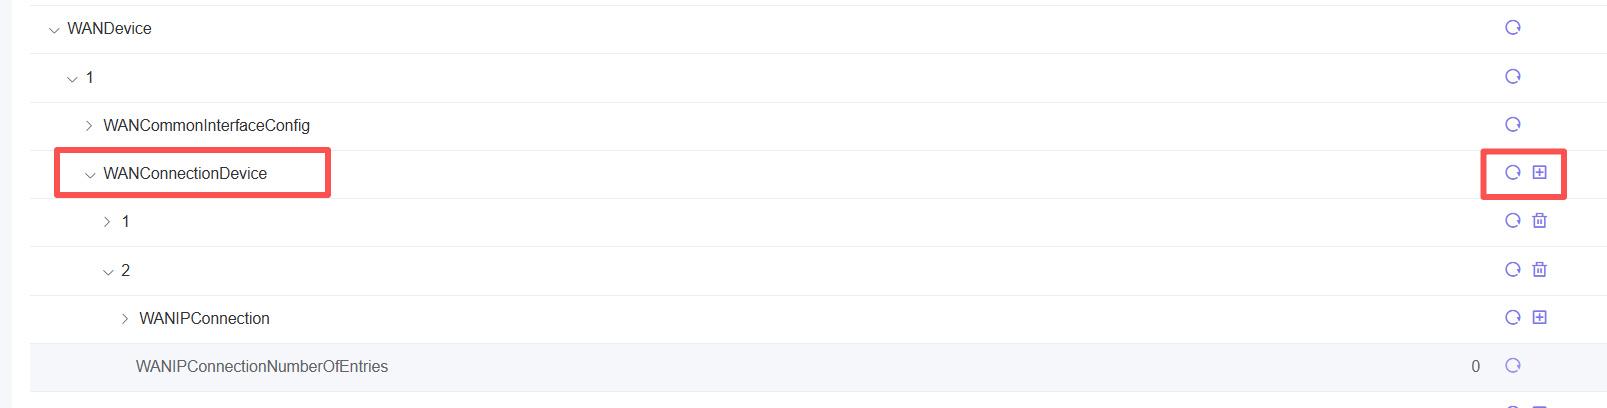 WANDevice
1
WANCommonInterfaceConfig
WANConnectionDevice
1
2
WANIPConnection
WANIPConnectionNumberOfEntries 0